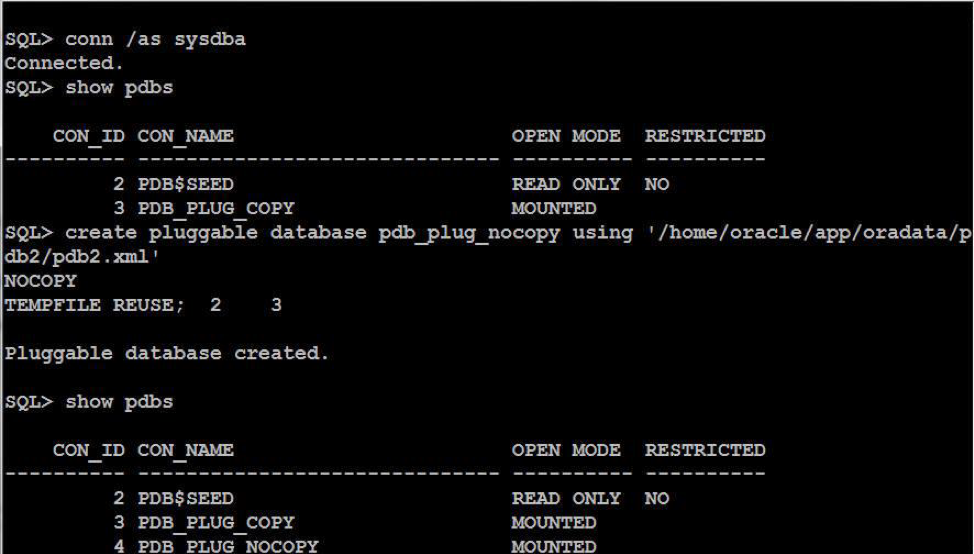 SQL> conn /as sysdba
Connected.
SQL> show pdbs
    CON_ID CON_NAME                       OPEN MODE  RESTRICTED
---------- ------------------------------ ---------- ----------
         2 PDB$SEED                       READ ONLY  NO
         3 PDB_PLUG_COPY                  MOUNTED
SQL> create pluggable database pdb_plug_nocopy using '/home/oracle/app/oradata/p
db2/pdb2.xml'
NOCOPY
TEMPFILE REUSE;  2    3
Pluggable database created.
SQL> show pdbs
    CON_ID CON_NAME                       OPEN MODE  RESTRICTED
---------- ------------------------------ ---------- ----------
         2 PDB$SEED                       READ ONLY  NO
         3 PDB_PLUG_COPY                  MOUNTED
         4 PDB_PLUG_NOCOPY                MOUNTED